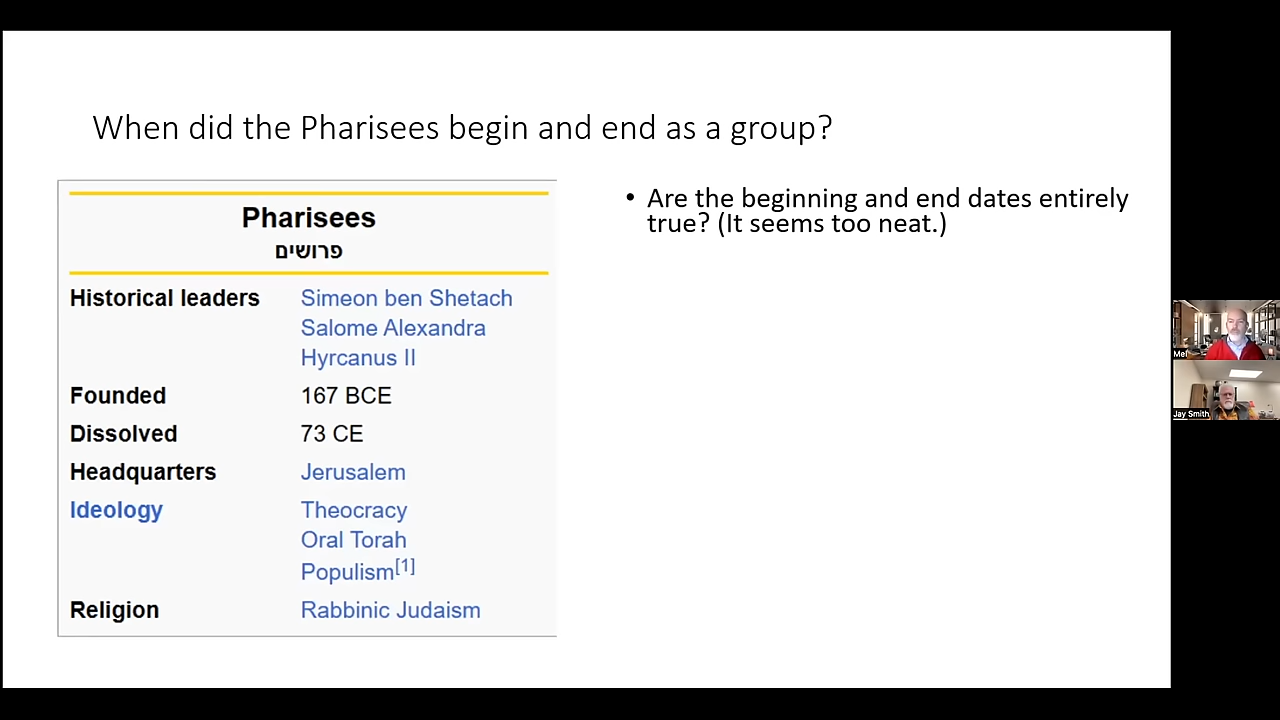 When did the Pharisees begin and end as a group?
Pharisees
פרושים
Historical leaders Simeon ben Shetach
Salome Alexandra
Hyrcanus II
Founded 167 BCE
Dissolved 73 CE
Headquarters Jerusalem
Ideology Theocracy
Oral Torah
Populism[1]
Religion Rabbinic Judaism
• Are the beginning and end dates entirely
true? (It seems too neat.)
Mel
Jay Smith